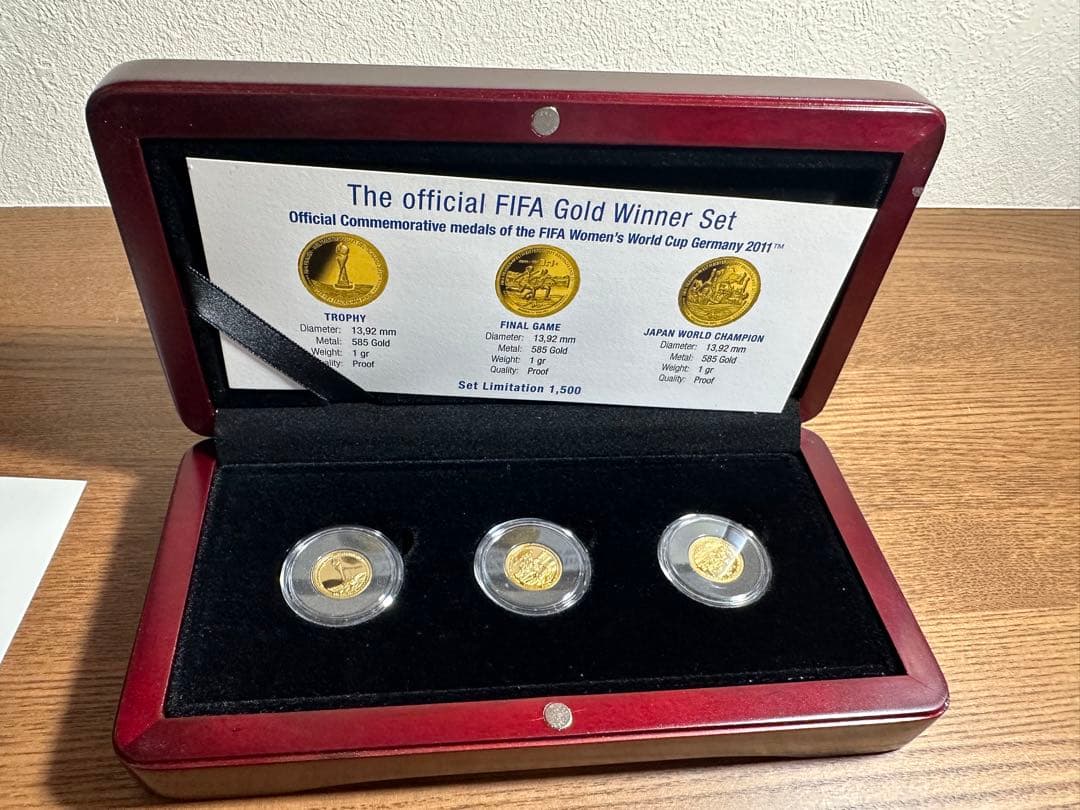 The official FIFA Gold Winner Set
Official Commemorative medals of the FIFA Women's World Cup Germany 2011™
TROPHY
Diameter: 13,92 mm
Metal: 585 Gold
Weight: 1 gr
Quality: Proof
FINAL GAME
Diameter: 13,92 mm
Metal: 585 Gold
Weight: 1 gr
Quality: Proof
JAPAN WORLD CHAMPION
Diameter: 13,92 mm
Metal: 585 Gold
Weight: 1 gr
Quality: Proof
Set Limitation 1,500